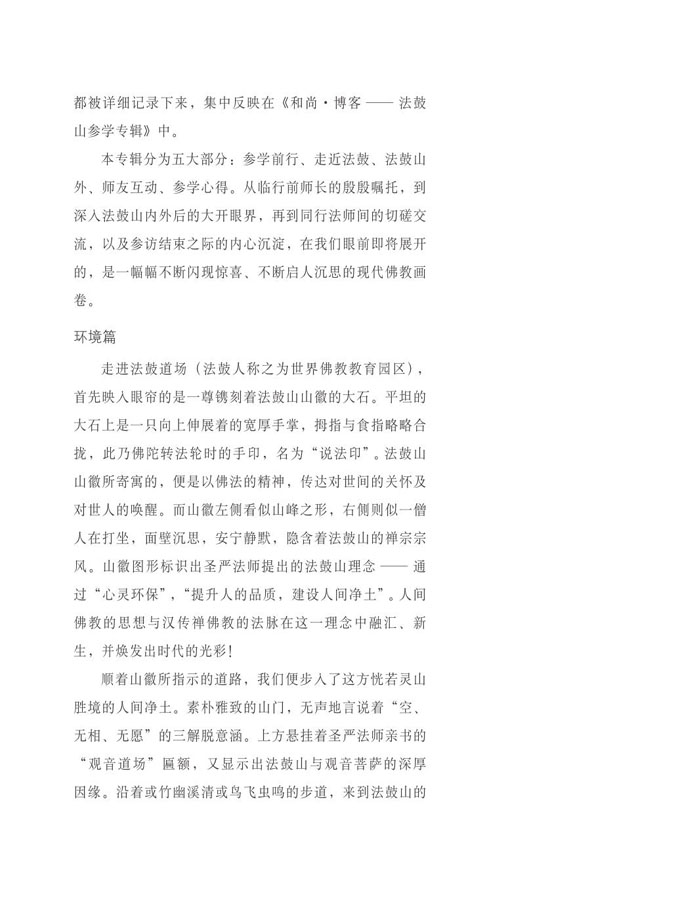 都被详细记录下来，集中反映在《和尚·博客 —— 法鼓
山参学专辑》中。
本专辑分为五大部分：参学前行、走近法鼓、法鼓山
外、师友互动、参学心得。从临行前师长的殷殷嘱托，到
深入法鼓山内外后的大开眼界，再到同行法师间的切磋交
流，以及参访结束之际的内心沉淀，在我们眼前即将展开
的，是一幅幅不断闪现惊喜、不断启人沉思的现代佛教画
卷。
环境篇
走进法鼓道场（法鼓人称之为世界佛教教育园区），
首先映入眼帘的是一尊镌刻着法鼓山山徽的大石。平坦的
大石上是一只向上伸展着的宽厚手掌，拇指与食指略略合
拢，此乃佛陀转法轮时的手印，名为“说法印”。法鼓山
山徽所寄寓的，便是以佛法的精神，传达对世间的关怀及
对世人的唤醒。而山徽左侧看似山峰之形，右侧则似一僧
人在打坐，面壁沉思，安宁静默，隐含着法鼓山的禅宗宗
风。山徽图形标识出圣严法师提出的法鼓山理念 —— 通
过“心灵环保”，“提升人的品质，建设人间净土”。人间
佛教的思想与汉传禅佛教的法脉在这一理念中融汇、新
生，并焕发出时代的光彩！
顺着山徽所指示的道路，我们便步入了这方恍若灵山
胜境的人间净土。素朴雅致的山门，无声地言说着“空、
无相、无愿”的三解脱意涵。上方悬挂着圣严法师亲书的
“观音道场”匾额，又显示出法鼓山与观音菩萨的深厚
因缘。沿着或竹幽溪清或鸟飞虫鸣的步道，来到法鼓山的